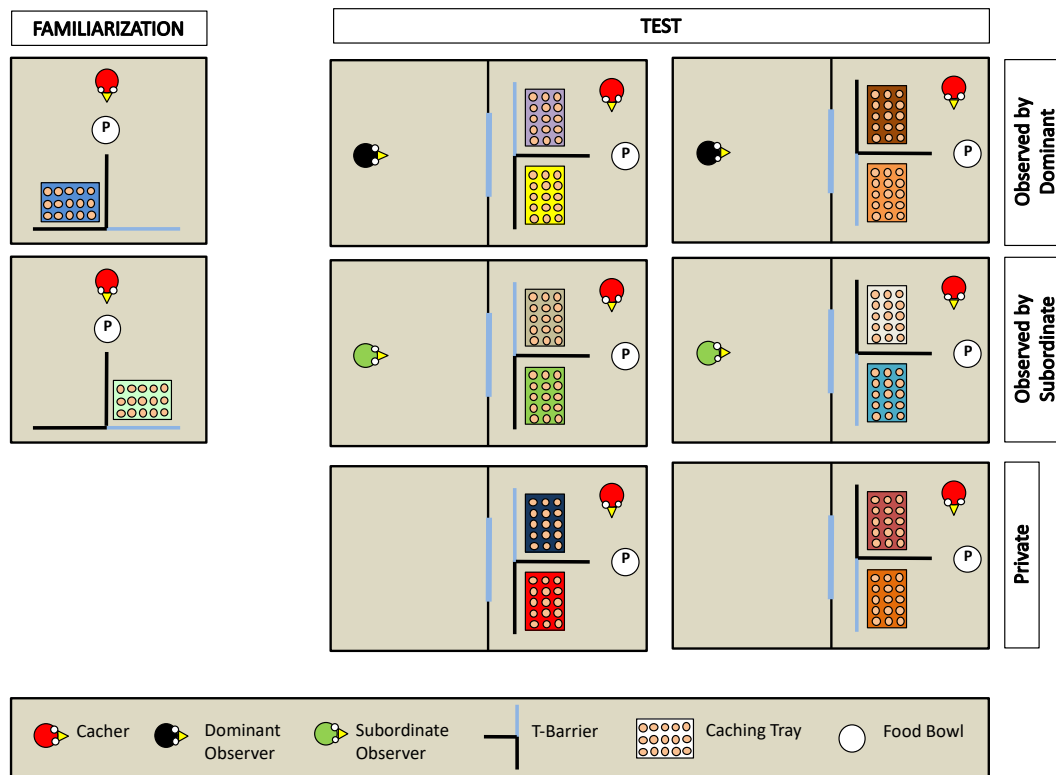 FAMILIARIZATION
TEST
P
P
P
P
P
P
P
P
Observed by
Dominant
Observed by
Subordinate
Private
Cacher
Dominant
Observer
Subordinate
Observer
T-Barrier
Caching Tray
Food Bowl